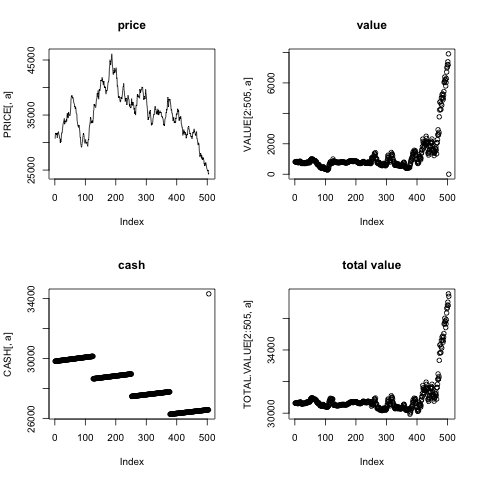 price
PRICE[, a]
45000
35000
25000
0 100 200 300 400 500
Index
value
VALUE[2:505, a]
6000
2000
0
0 100 200 300 400 500
Index
cash
CASH[, a]
34000
30000
26000
0 100 200 300 400 500
Index
total value
TOTAL.VALUE[2:505, a]
34000
30000
0 100 200 300 400 500
Index